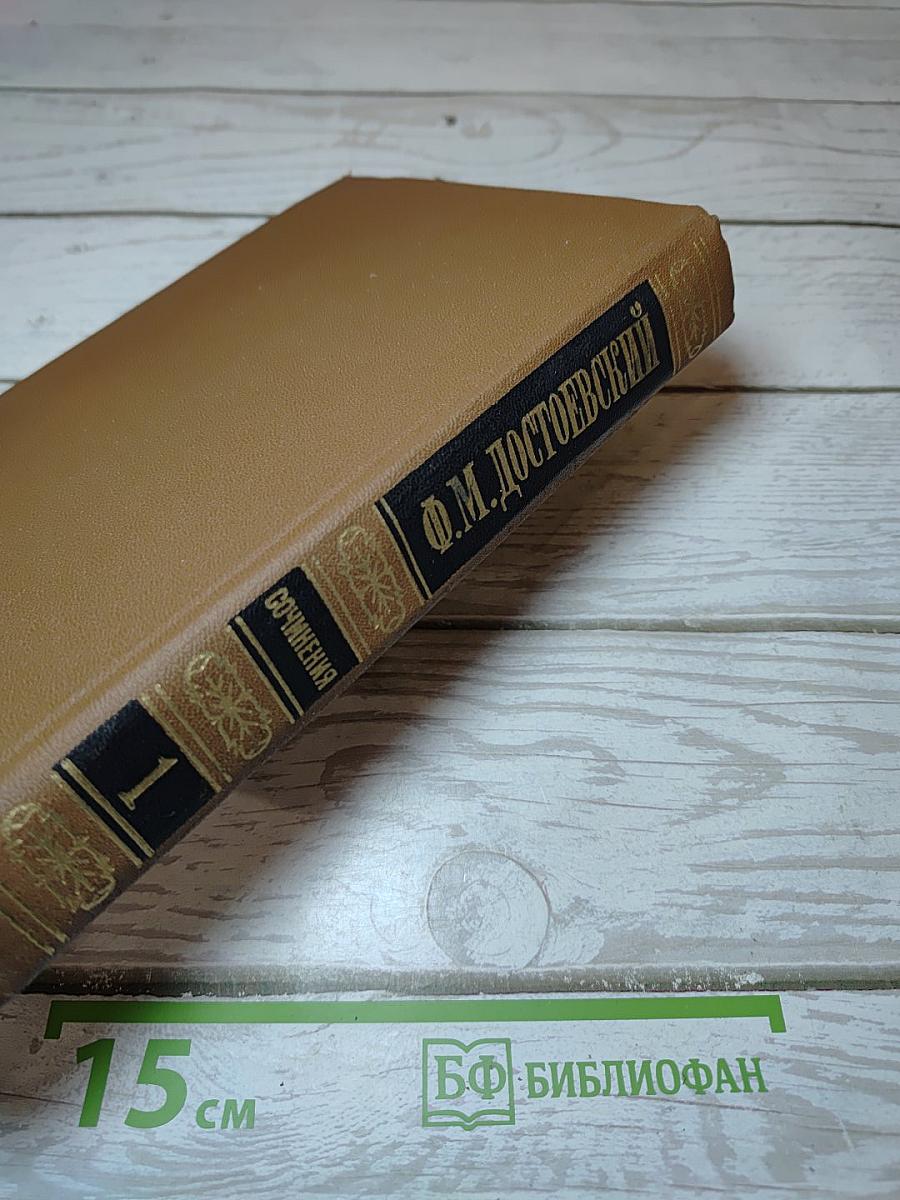 Ф.М.ДОСТОЕВСКИЙ
СОЧИНЕНИЯ
1
15 см
БФ БИБЛИОФАН